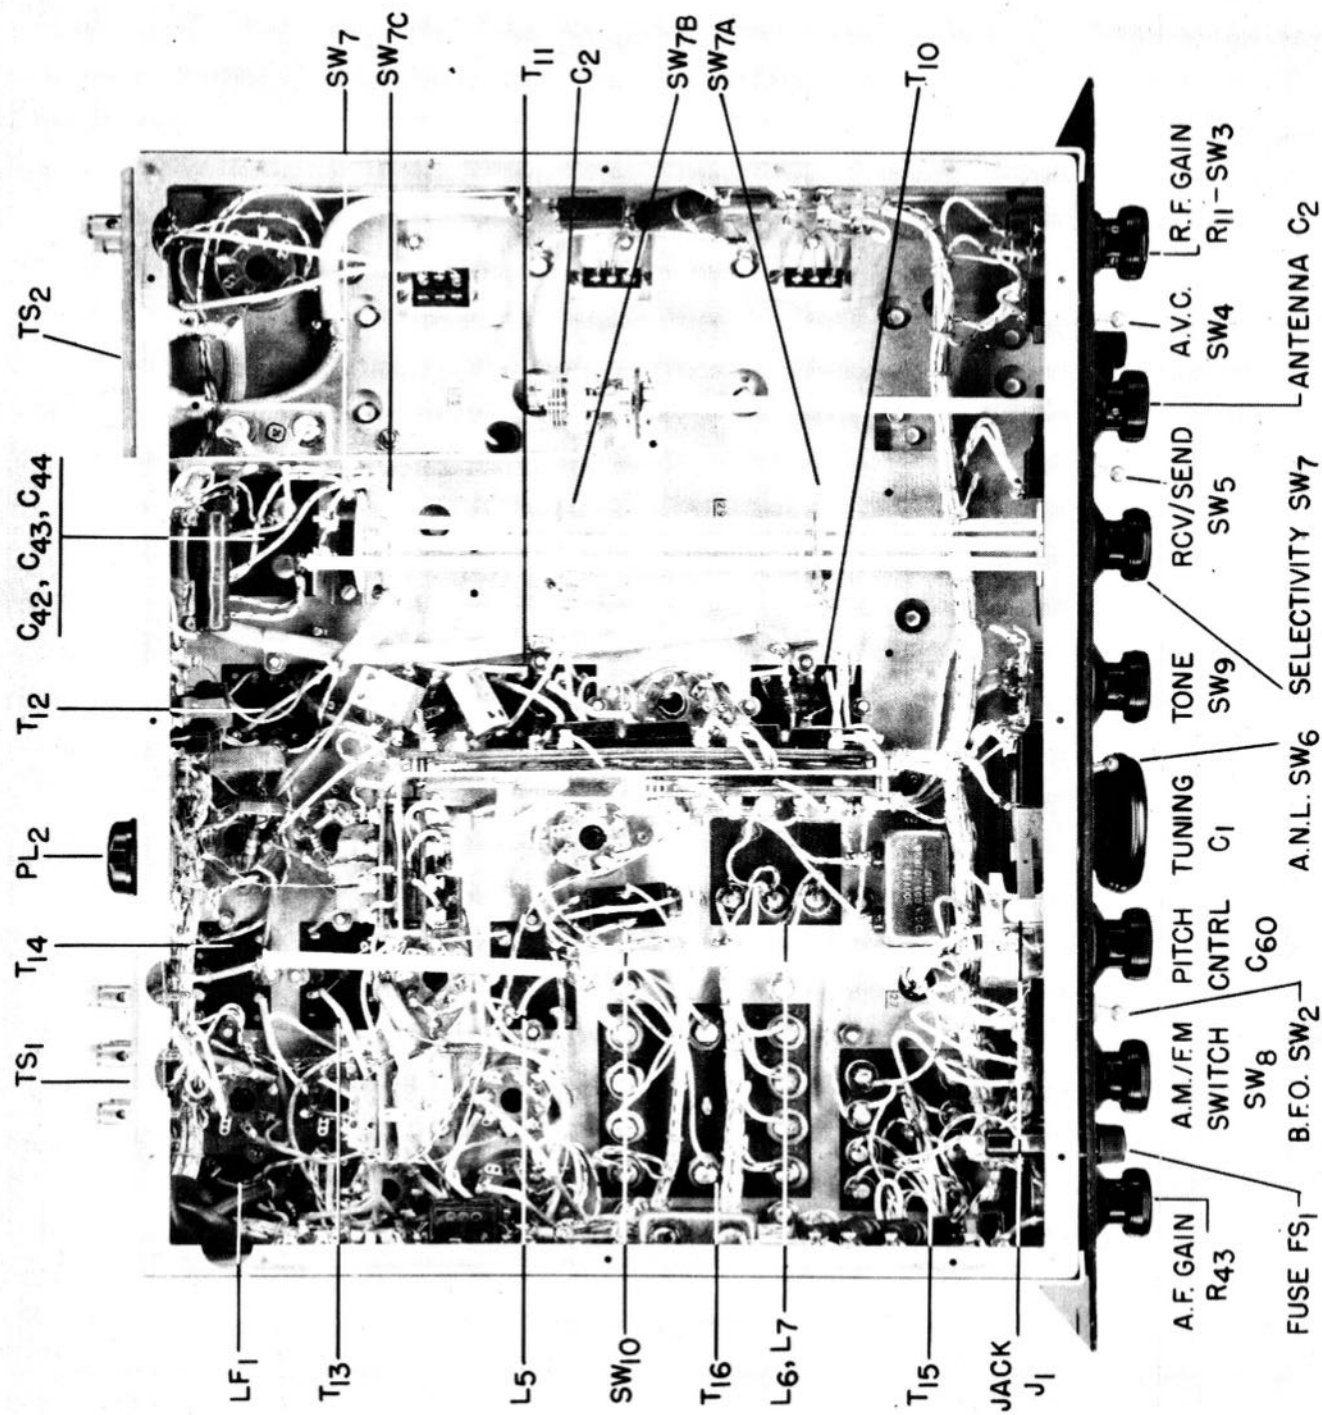 TS1
T14
PL2
T12
C42, C43, C44
TS2
SW7
SW7C
T11
C2
SW7B
SW7A
T10
LF1
T13
L5
SW10
T16
L6, L7
T15
JACK
J1
A.F. GAIN
R43
FUSE FS1
A.M./F.M
SWITCH
SW8
B.F.O. SW2
PITCH
CNTRL
C60
TUNING
C1
A.N.L. SW6
TONE
SW9
SELECTIVITY SW7
RCV/SEND
SW5
ANTENNA C2
A.V.C.
SW4
R.F. GAIN
R11-SW3